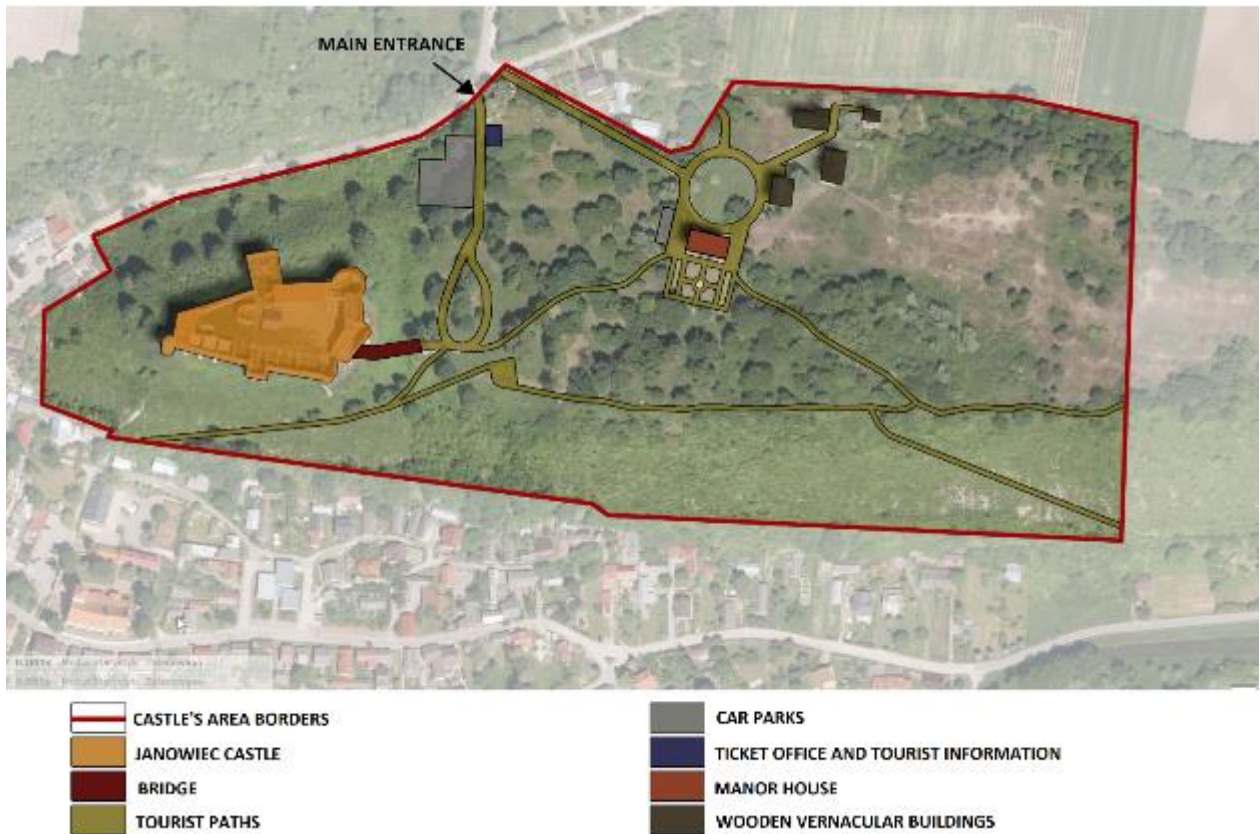 MAIN ENTRANCE
CASTLE'S AREA BORDERS
JANOWIEC CASTLE
BRIDGE
TOURIST PATHS
CAR PARKS
TICKET OFFICE AND TOURIST INFORMATION
MANOR HOUSE
WOODEN VERNACULAR BUILDINGS